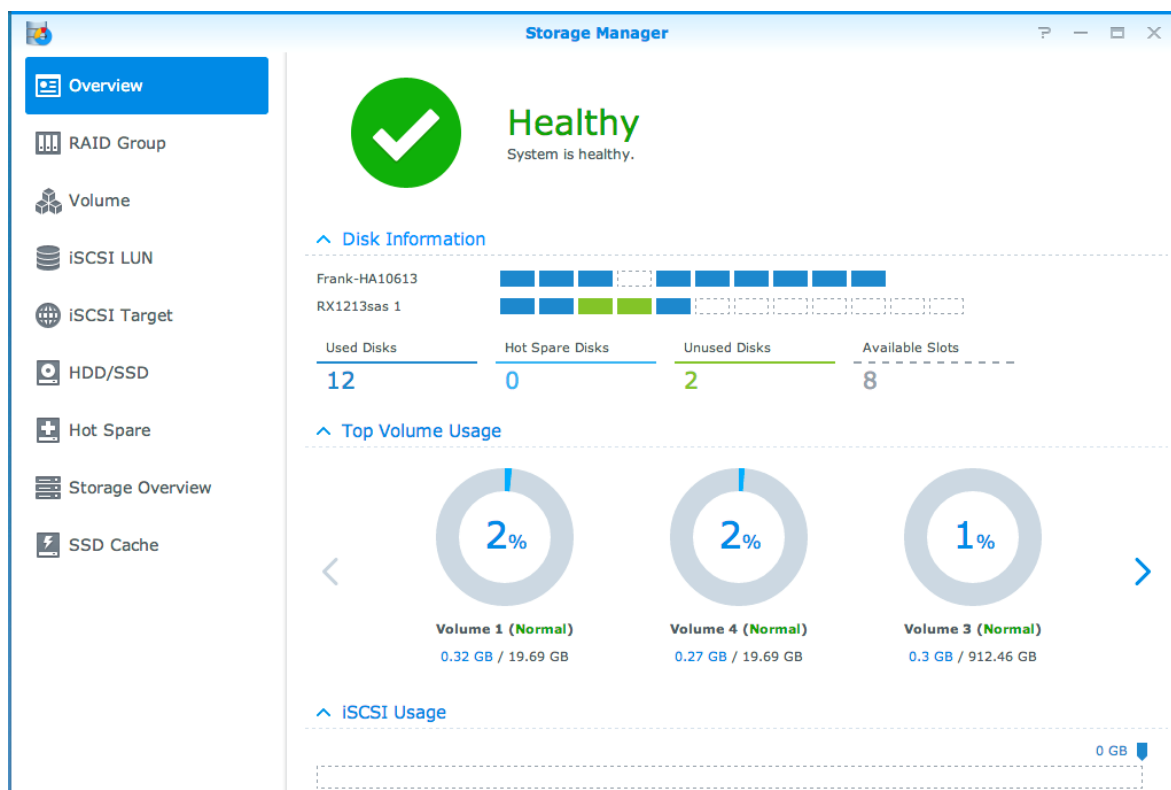 Storage Manager
Overview
RAID Group
Volume
iSCSI LUN
iSCSI Target
HDD/SSD
Hot Spare
Storage Overview
SSD Cache
Healthy
System is healthy.
Disk Information
Frank-HA10613
RX1213sas 1
Used Disks Hot Spare Disks Unused Disks Available Slots
12 0 2 8
Top Volume Usage
2% 2% 1%
Volume 1 (Normal) Volume 4 (Normal) Volume 3 (Normal)
0.32 GB / 19.69 GB 0.27 GB / 19.69 GB 0.3 GB / 912.46 GB
iSCSI Usage
0 GB